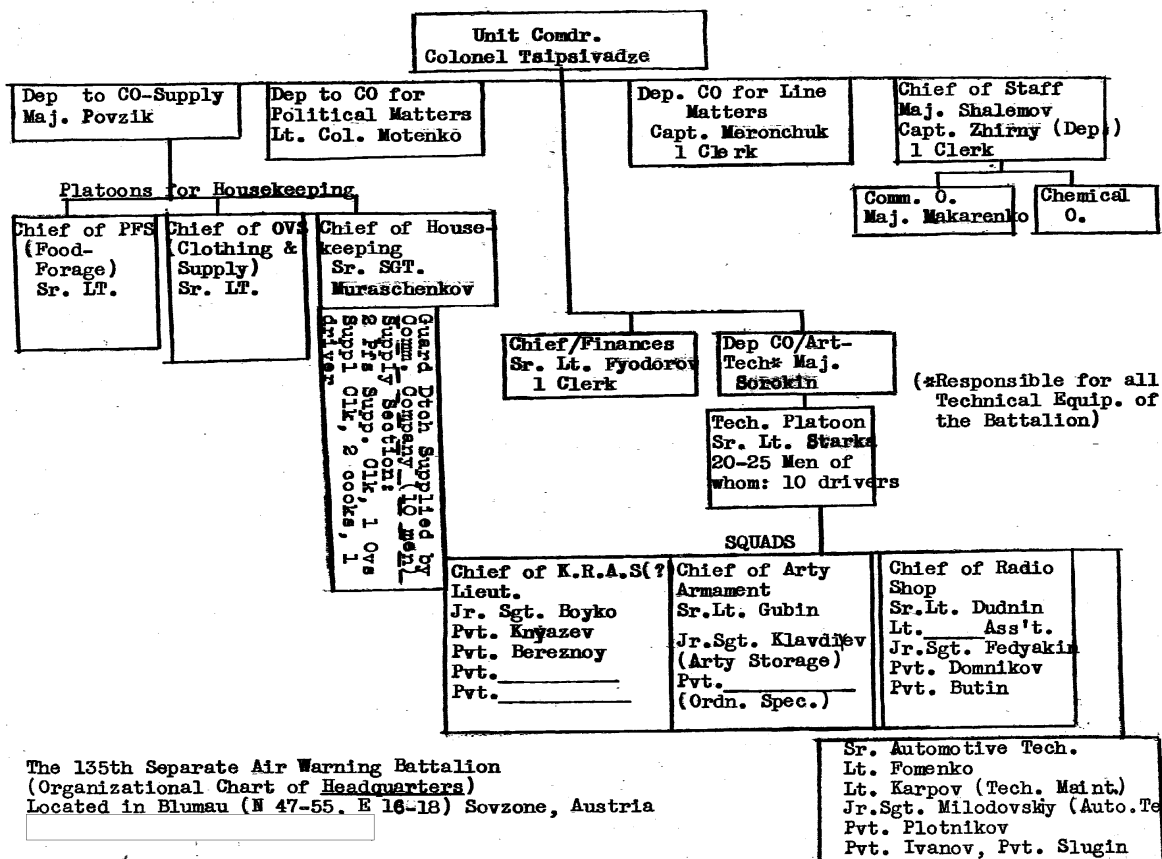 Unit Comdr.
Colonel Tsipsivadze
Dep to CO-Supply
Maj. Povzik
Dep to CO for
Political Matters
Lt. Col. Motenko
Dep. CO for Line
Matters
Capt. Meronchuk
1 Clerk
Chief of Staff
Maj. Shalemov
Capt. Zhirny (Dep.)
1 Clerk
Comm. O.
Maj. Makarenko
Chemical
O.
Platoons for Housekeeping
Chief of PFS
(Food-
Forage)
Sr. LT.
Chief of OVS
(Clothing &
Supply)
Sr. LT.
Chief of House-
keeping
Sr. SGT.
Muraschenkov
Guard Dtch Supplied by
Comm. Company (10 men)
Supply Section:
2 Pfs Supp. Clk, 1 Ovs
Suppl Clk, 2 cooks, 1
driver
Chief/Finances
Sr. Lt. Fyodorov
1 Clerk
Dep CO/Art-
Tech* Maj.
Sorokin
(*Responsible for all
Technical Equip. of
the Battalion)
Tech. Platoon
Sr. Lt. Starka
20-25 Men of
whom: 10 drivers
SQUADS
Chief of K.R.A.S(?)
Lieut.
Jr. Sgt. Boyko
Pvt. Knyazev
Pvt. Bereznoy
Pvt.
Pvt.
Chief of Arty
Armament
Sr.Lt. Gubin
Jr.Sgt. Klavdiyev
(Arty Storage)
Pvt.
(Ordn. Spec.)
Chief of Radio
Shop
Sr.Lt. Dudnin
Lt.____Ass't.
Jr.Sgt. Fedyakin
Pvt. Domnikov
Pvt. Butin
Sr. Automotive Tech.
Lt. Fomenko
Lt. Karpov (Tech. Maint.)
Jr.Sgt. Milodovskiy (Auto.Te
Pvt. Plotnikov
Pvt. Ivanov, Pvt. Slugin
The 135th Separate Air Warning Battalion
(Organizational Chart of Headquarters)
Located in Blumau (N 47-55. E 16-18) Sovzone, Austria